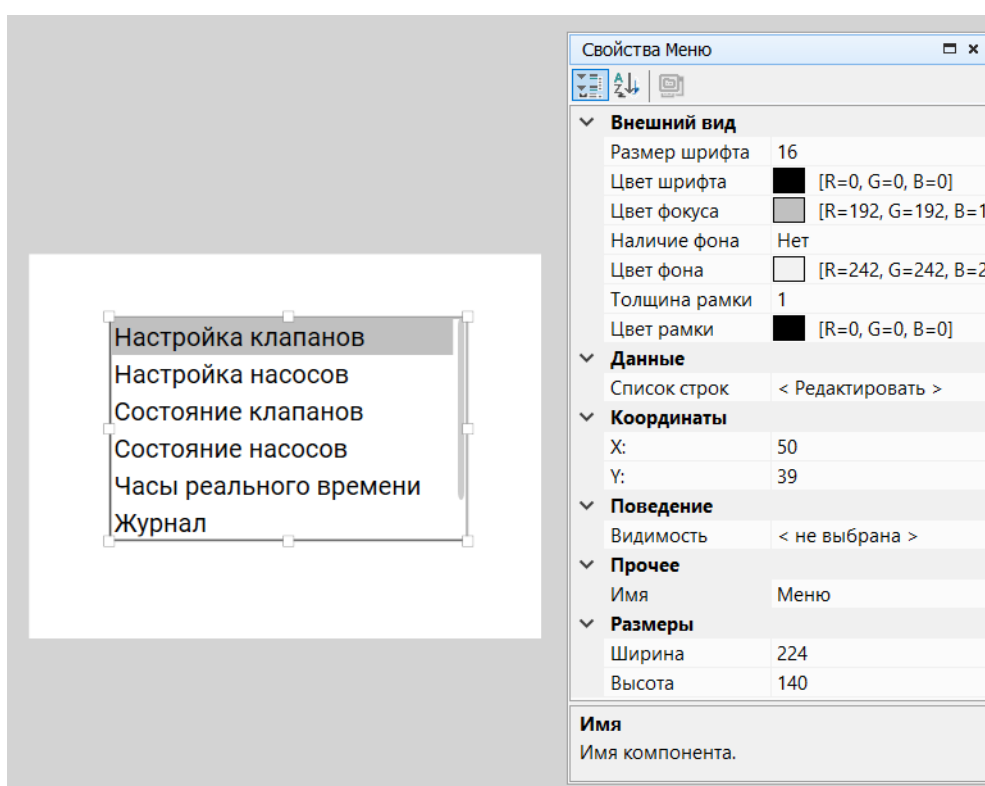 Настройка клапанов
Настройка насосов
Состояние клапанов
Состояние насосов
Часы реального времени
Журнал
Свойства Меню
Внешний вид
Размер шрифта 16
Цвет шрифта [R=0, G=0, B=0]
Цвет фокуса [R=192, G=192, B=1
Наличие фона Нет
Цвет фона [R=242, G=242, B=2
Толщина рамки 1
Цвет рамки [R=0, G=0, B=0]
Данные
Список строк < Редактировать >
Координаты
X: 50
Y: 39
Поведение
Видимость < не выбрана >
Прочее
Имя Меню
Размеры
Ширина 224
Высота 140
Имя
Имя компонента.